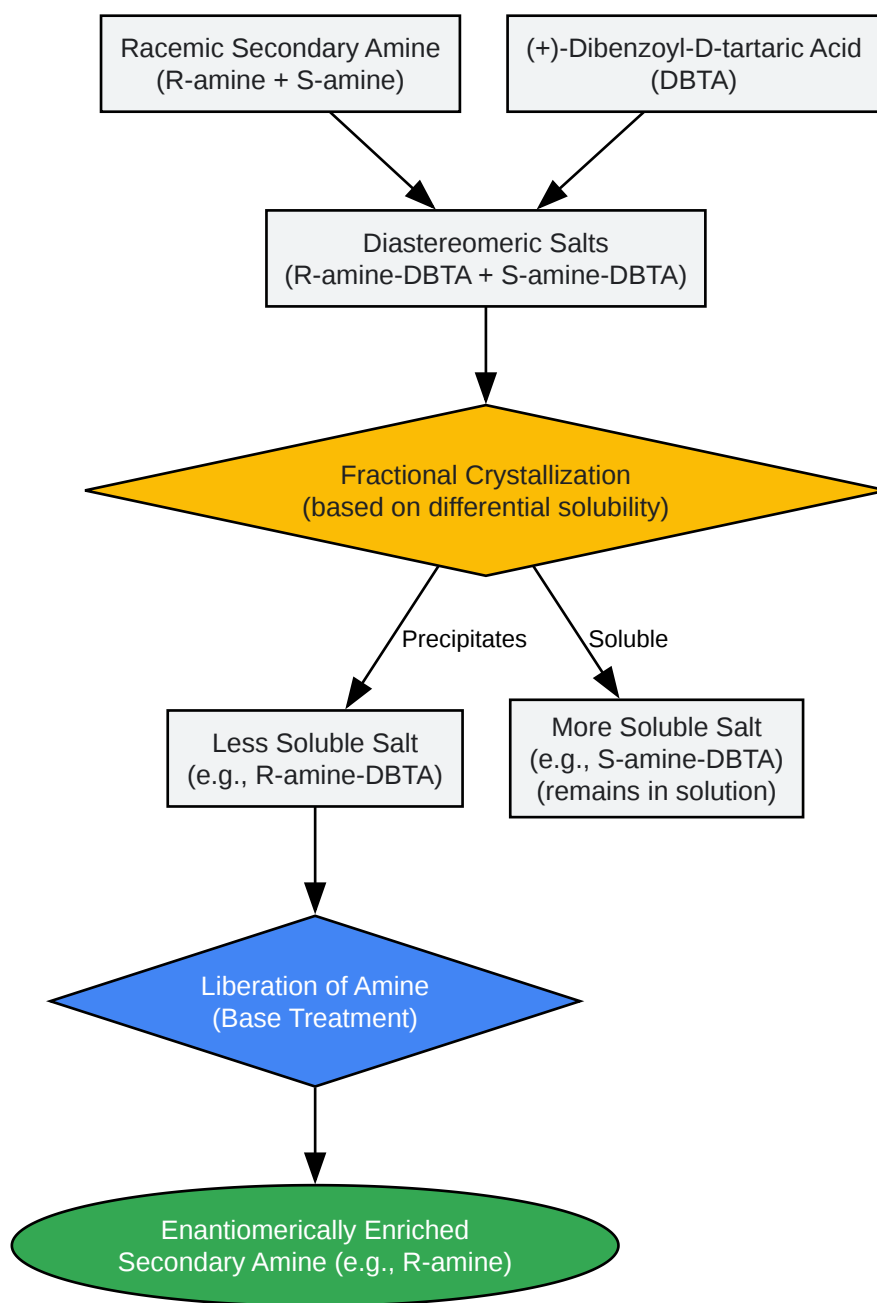 Racemic Secondary Amine
(R-amine + S-amine)
(+)-Dibenzoyl-D-tartaric Acid
(DBTA)
Diastereomeric Salts
(R-amine-DBTA + S-amine-DBTA)
Fractional Crystallization
(based on differential solubility)
Precipitates
Soluble
Less Soluble Salt
(e.g., R-amine-DBTA)
More Soluble Salt
(e.g., S-amine-DBTA)
(remains in solution)
Liberation of Amine
(Base Treatment)
Enantiomerically Enriched
Secondary Amine (e.g., R-amine)